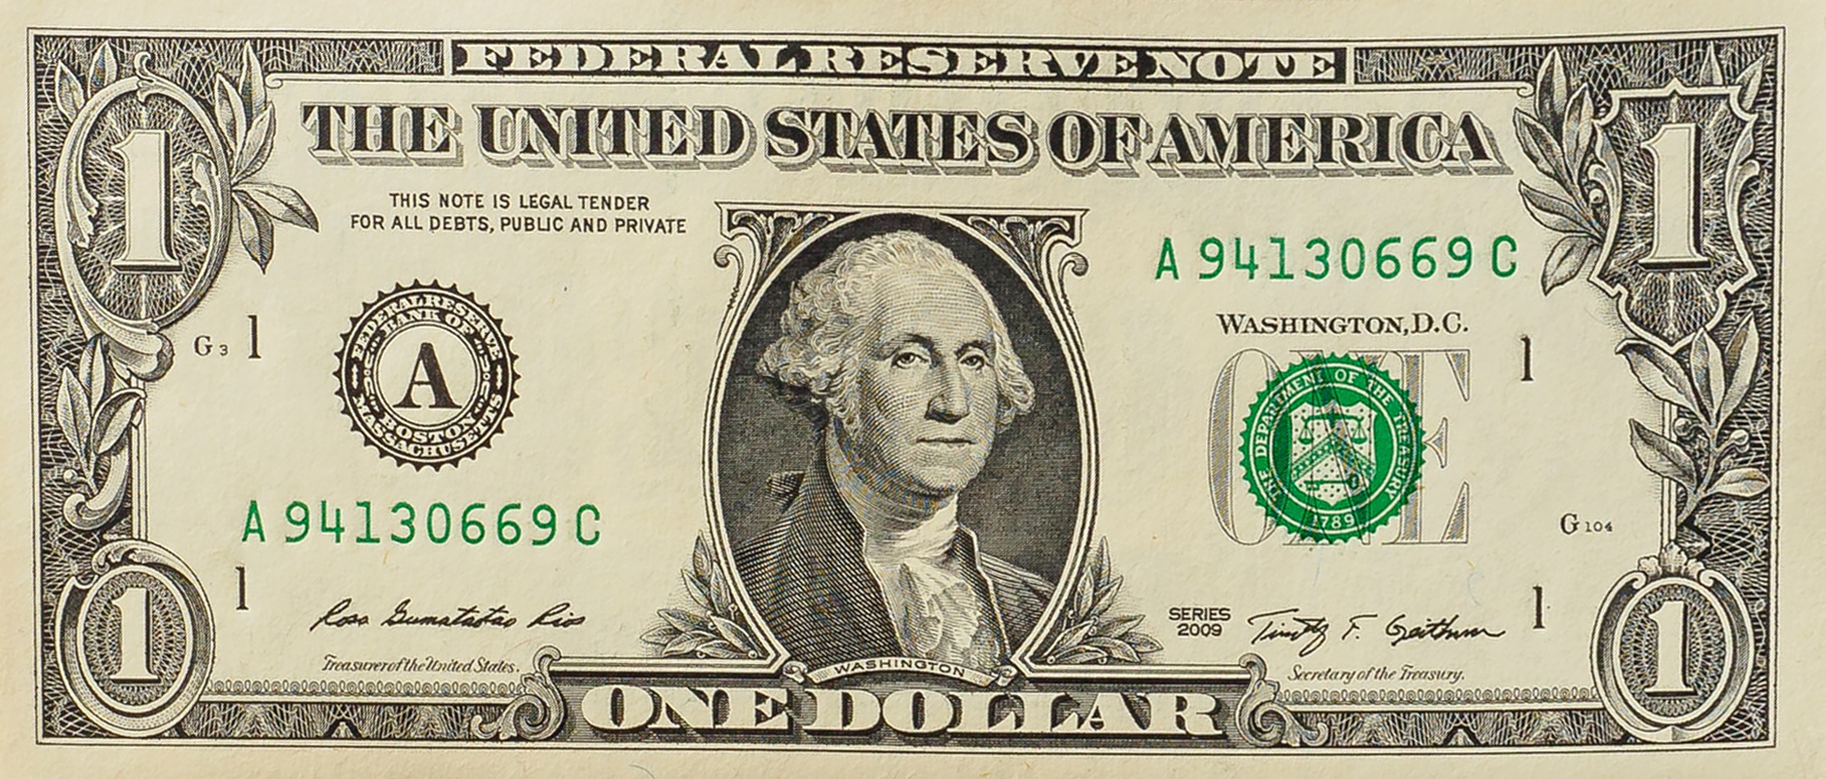 FEDERAL RESERVE NOTE
THE UNITED STATES OF AMERICA
1
1
THIS NOTE IS LEGAL TENDER
FOR ALL DEBTS, PUBLIC AND PRIVATE
A 94130669 C
WASHINGTON, D.C.
G 3 1
FEDERAL RESERVE
BANK OF
A
BOSTON
MASSACHUSETTS
ONE
THE DEPARTMENT OF THE TREASURY
1789
1
G 104
A 94130669 C
1
Rosa Gumataotao Rios
Treasurer of the United States.
SERIES
2009
Timothy F. Geithner
Secretary of the Treasury.
1
WASHINGTON
1
ONE DOLLAR
1